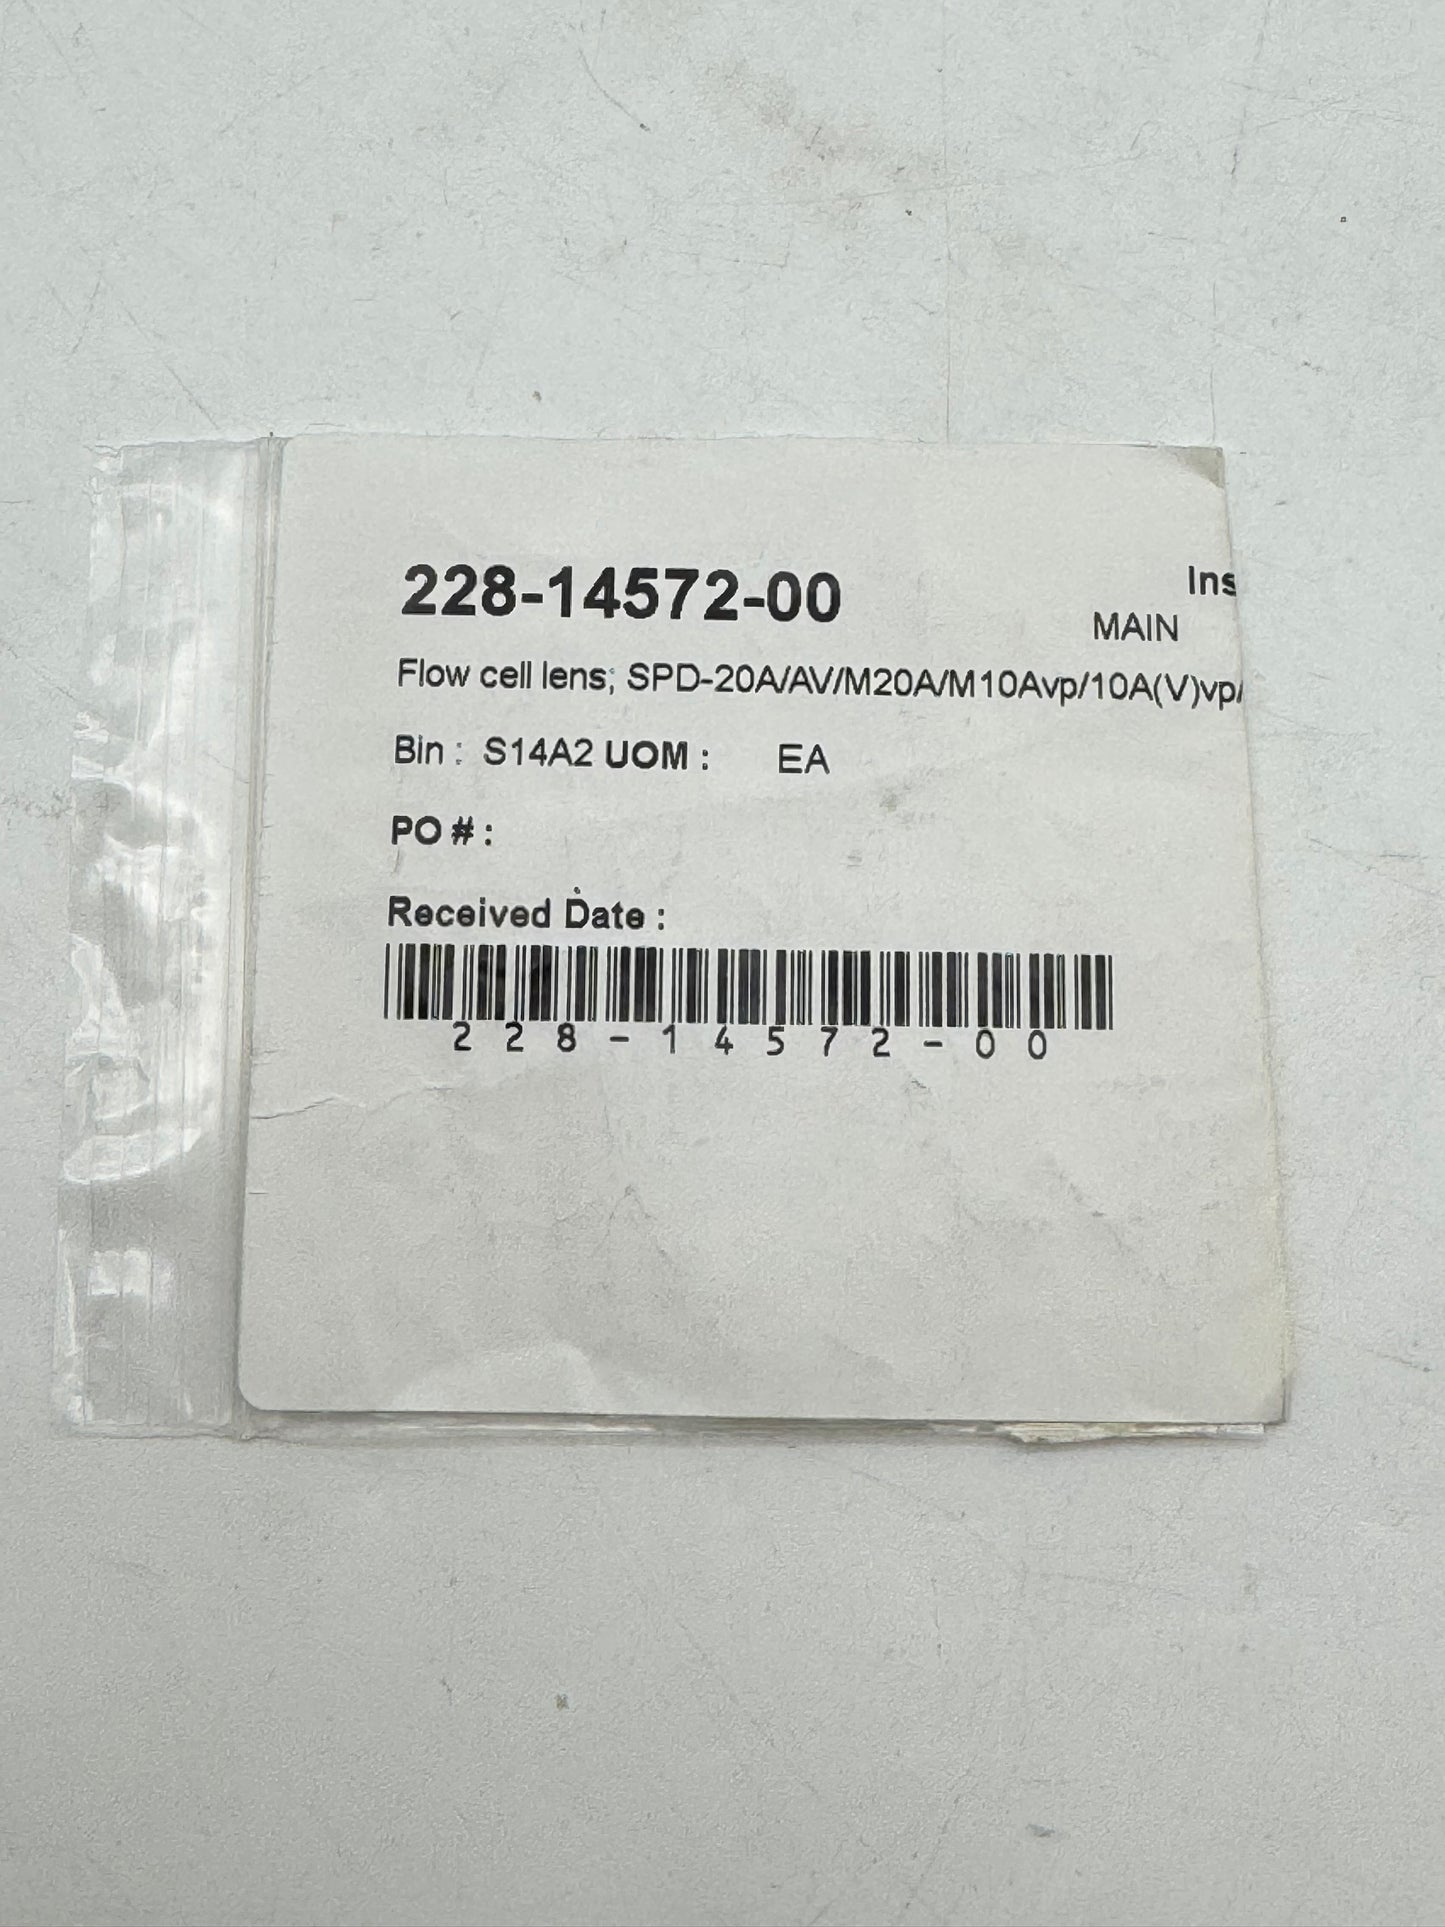 228-14572-00
Ins
MAIN
Flow cell lens; SPD-20A/AV/M20A/M10Avp/10A(V)vp/
Bin : S14A2 UOM : EA
PO # :
Received Date :
228-14572-00